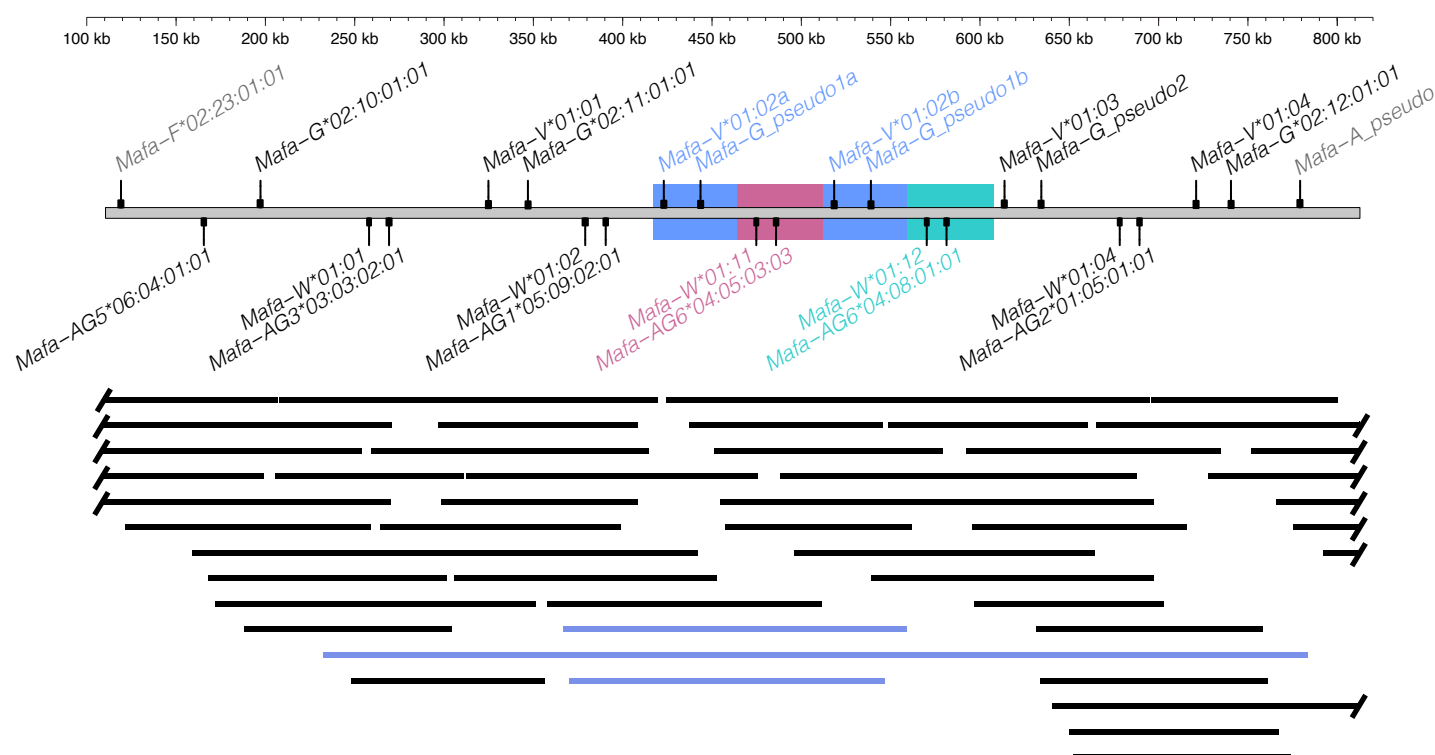 100 kb 150 kb 200 kb 250 kb 300 kb 350 kb 400 kb 450 kb 500 kb 550 kb 600 kb 650 kb 700 kb 750 kb 800 kb
Mafa−F*02:23:01:01
Mafa−G*02:10:01:01
Mafa−V*01:01
Mafa−G*02:11:01:01
Mafa−V*01:02a
Mafa−G_pseudo1a
Mafa−V*01:02b
Mafa−G_pseudo1b
Mafa−V*01:03
Mafa−G_pseudo2
Mafa−V*01:04
Mafa−G*02:12:01:01
Mafa−A_pseudo
Mafa−AG5*06:04:01:01
Mafa−W*01:01
Mafa−AG3*03:03:02:01
Mafa−W*01:02
Mafa−AG1*05:09:02:01
Mafa−W*01:11
Mafa−AG6*04:05:03:03
Mafa−W*01:12
Mafa−AG6*04:08:01:01
Mafa−W*01:04
Mafa−AG2*01:05:01:01